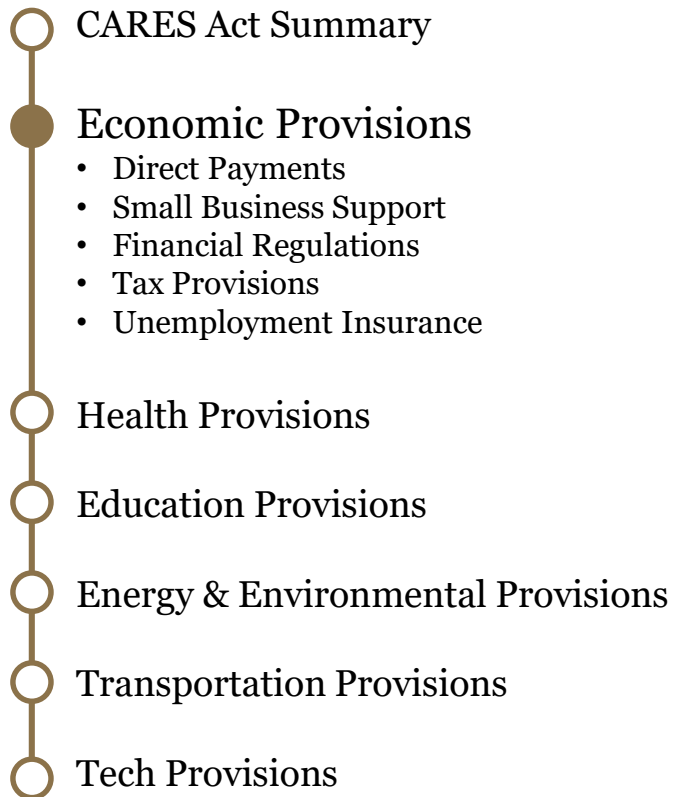 CARES Act Summary
Economic Provisions
• Direct Payments
• Small Business Support
• Financial Regulations
• Tax Provisions
• Unemployment Insurance
Health Provisions
Education Provisions
Energy & Environmental Provisions
Transportation Provisions
Tech Provisions